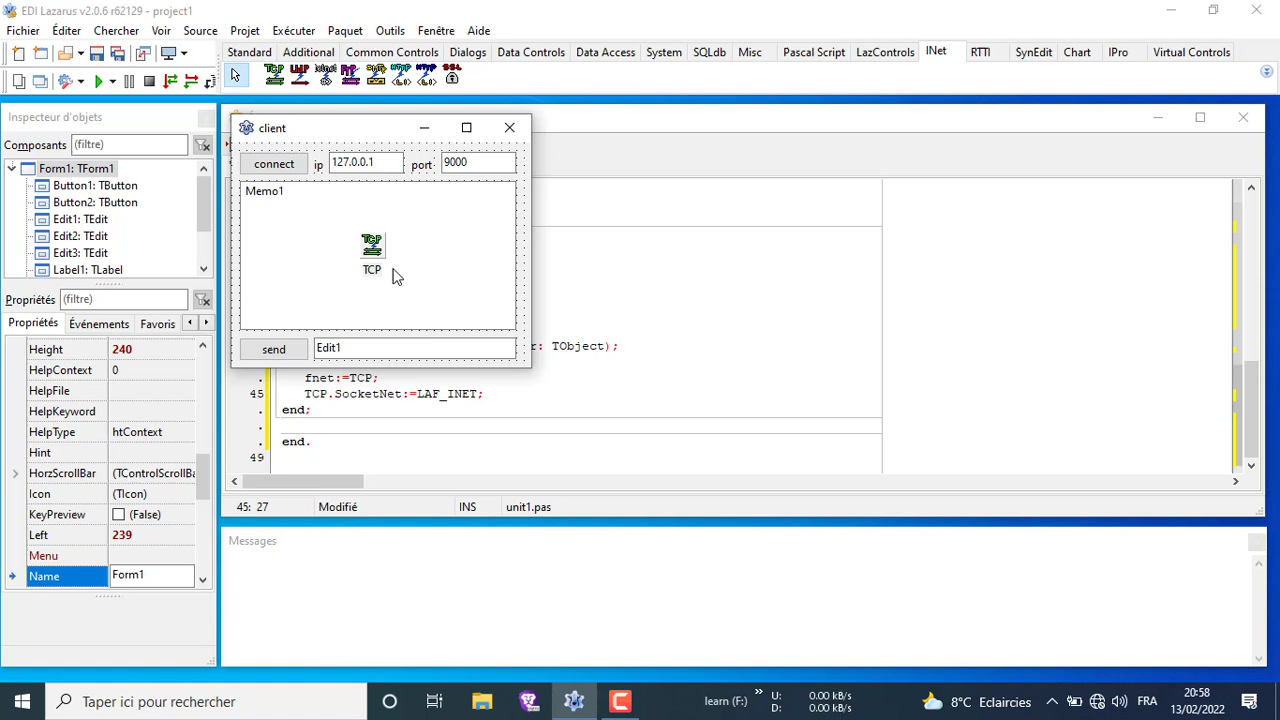 EDI Lazarus v2.0.6 r62129 - project1
Fichier Éditer Chercher Voir Source Projet Exécuter Paquet Outils Fenêtre Aide
Standard Additional Common Controls Dialogs Data Controls Data Access System SQLdb Misc Pascal Script LazControls INet RTTI SynEdit Chart IPro Virtual Controls
Inspecteur d'objets
Composants (filtre)
Form1: TForm1
Button1: TButton
Button2: TButton
Edit1: TEdit
Edit2: TEdit
Edit3: TEdit
Label1: TLabel
Propriétés (filtre)
Propriétés Événements Favoris
Height 240
HelpContext 0
HelpFile
HelpKeyword
HelpType htContext
Hint
HorzScrollBar (TControlScrollBa
Icon (TIcon)
KeyPreview (False)
Left 239
Menu
Name Form1
client
connect ip 127.0.0.1 port 9000
Memo1
TCP
TCP
send Edit1
r: TObject);
fnet:=TCP;
45 TCP.SocketNet:=LAF_INET;
end;
end.
49
45: 27 Modifié INS unit1.pas
Messages
Taper ici pour rechercher
learn (F:) » U: 0.00 kB/s
D: 0.00 kB/s
8°C Eclaircies FRA
20:58
13/02/2022